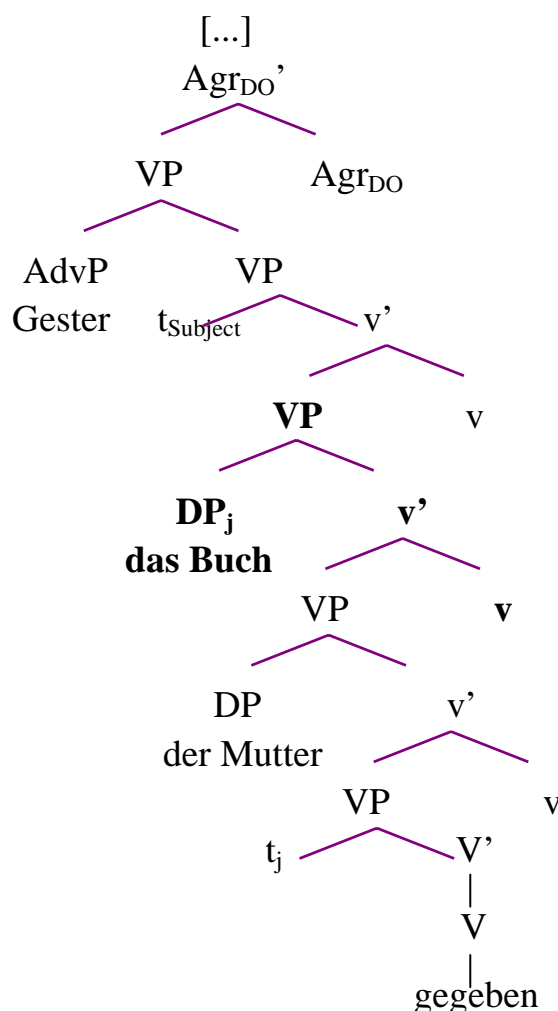 [...]
Agr_DO’
VP Agr_DO
AdvP VP
Gester t_Subject v’
VP v
DP_j v’
das Buch
VP v
DP v’
der Mutter
VP v
t_j V’
V
gegeben